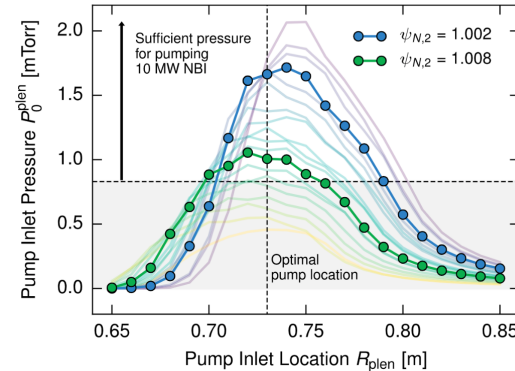 2.0
1.5
1.0
0.5
0.0
Pump Inlet Pressure P₀ᵖˡᵉⁿ [mTorr]
Sufficient pressure
for pumping
10 MW NBI
ψN,2 = 1.002
ψN,2 = 1.008
Optimal
pump location
0.65 0.70 0.75 0.80 0.85
Pump Inlet Location Rplen [m]